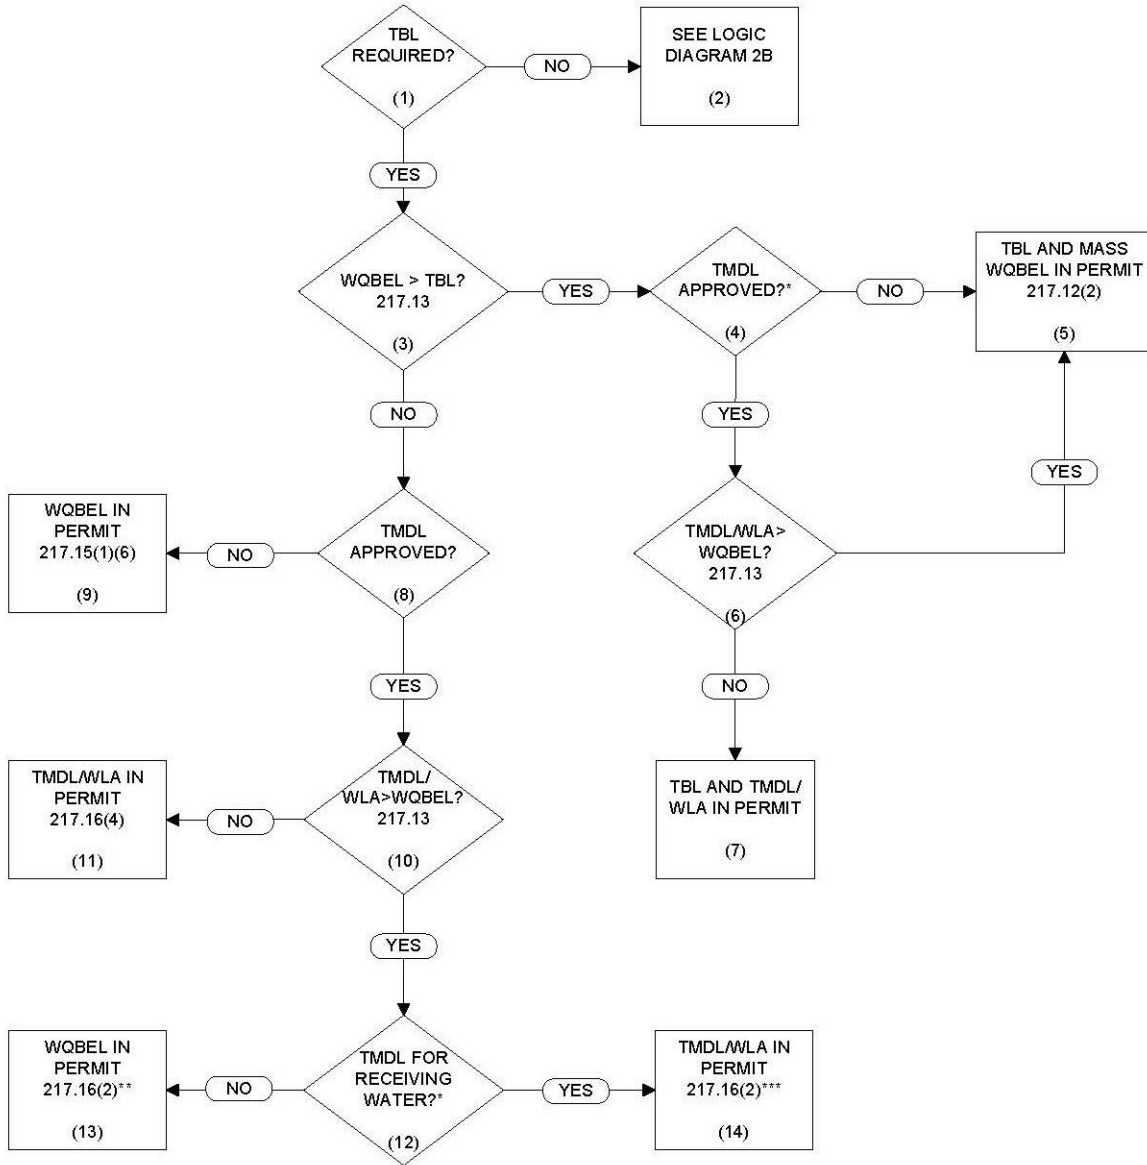 TBL
REQUIRED?
(1)
NO
SEE LOGIC
DIAGRAM 2B
(2)
YES
WQBEL > TBL?
217.13
(3)
YES
TMDL
APPROVED?*
(4)
NO
TBL AND MASS
WQBEL IN PERMIT
217.12(2)
(5)
NO
YES
YES
WQBEL IN
PERMIT
217.15(1)(6)
(9)
NO
TMDL
APPROVED?
(8)
TMDL/WLA>
WQBEL?
217.13
(6)
YES
NO
TMDL/WLA IN
PERMIT
217.16(4)
(11)
NO
TMDL/
WLA>WQBEL?
217.13
(10)
TBL AND TMDL/
WLA IN PERMIT
(7)
YES
WQBEL IN
PERMIT
217.16(2)**
(13)
NO
TMDL FOR
RECEIVING
WATER?*
(12)
YES
TMDL/WLA IN
PERMIT
217.16(2)***
(14)